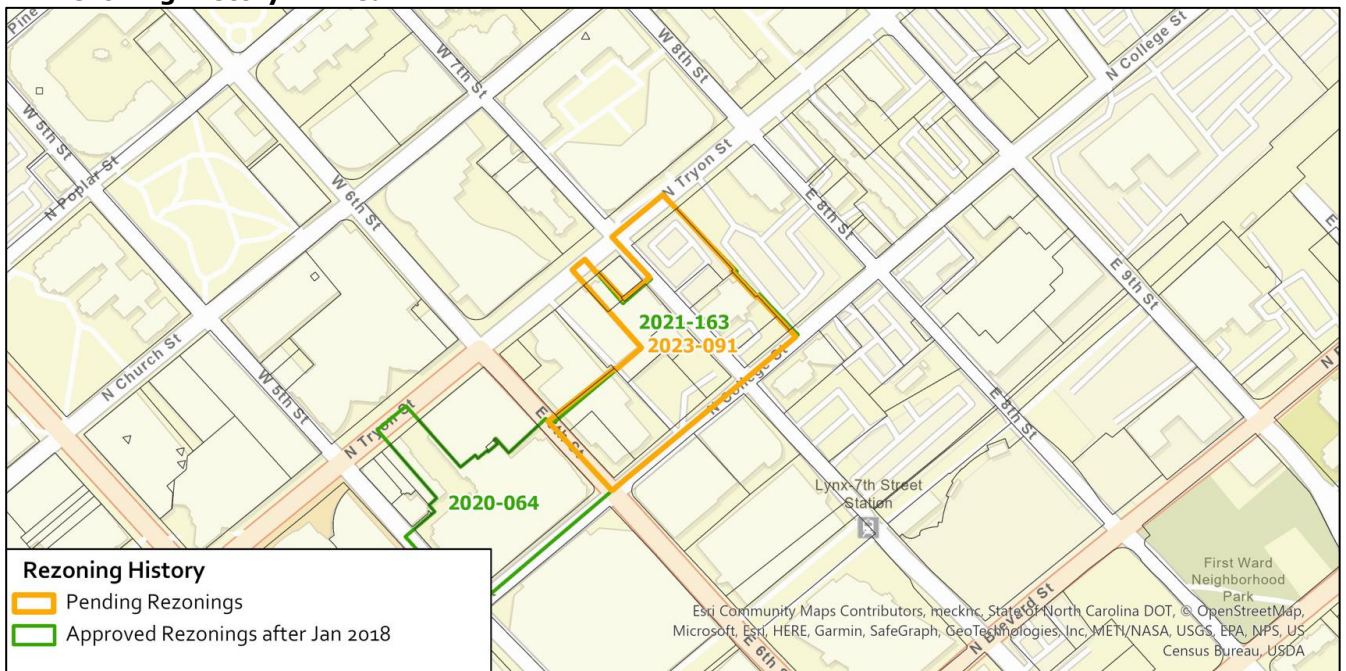 Pine
W 5th St
N Poplar St
W 6th St
W 7th St
W 8th St
N College St
N Tryon St
E 8th St
E 9th St
N Church St
W 5th St
N Tryon St
2021-163
2023-091
N College St
E 8th St
2020-064
Lynx-7th Street
Station
First Ward
Neighborhood
Park
N Brevard St
Rezoning History
Pending Rezonings
Approved Rezonings after Jan 2018
Esri Community Maps Contributors, mecknc, State of North Carolina DOT, © OpenStreetMap,
Microsoft, Esri, HERE, Garmin, SafeGraph, GeoTechnologies, Inc, METI/NASA, USGS, EPA, NPS, US
Census Bureau, USDA